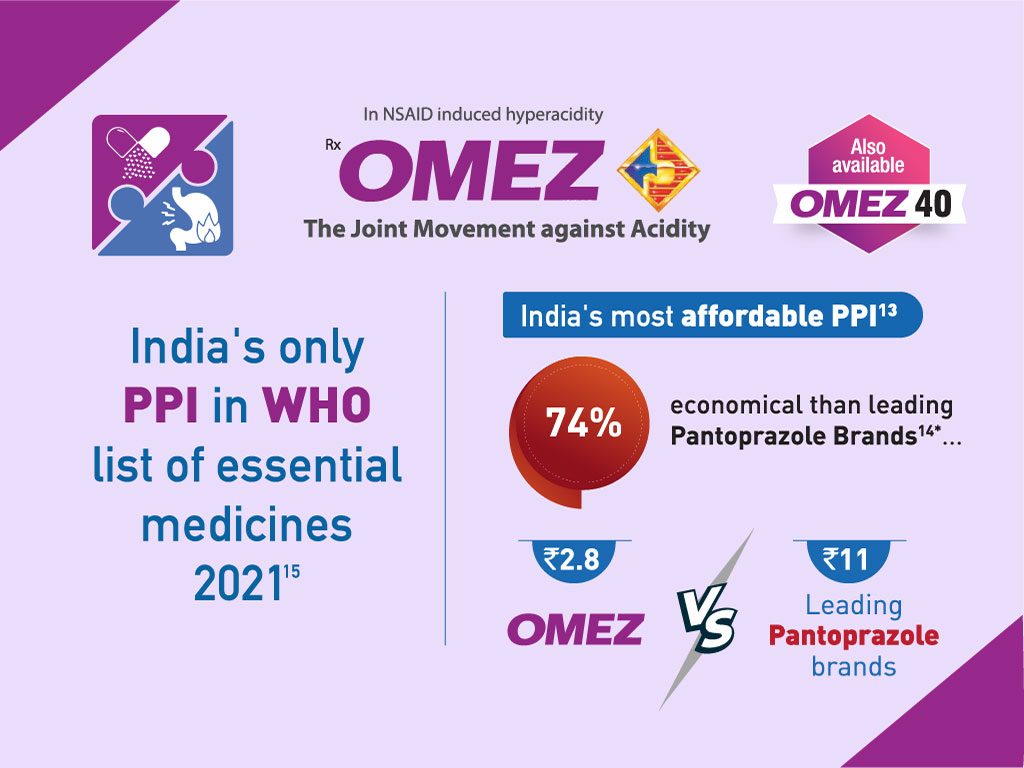 In NSAID induced hyperacidity
Rx OMEZ
The Joint Movement against Acidity
Also
available
OMEZ 40
India's only
PPI in WHO
list of essential
medicines
2021¹⁵
India's most affordable PPI¹³
74%
economical than leading
Pantoprazole Brands¹⁴*...
₹2.8
OMEZ
VS
₹11
Leading
Pantoprazole
brands